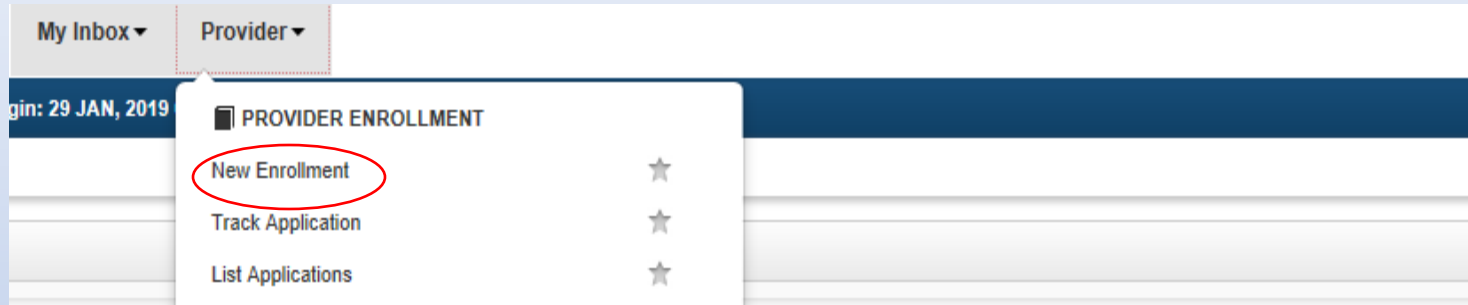 My Inbox Provider
gin: 29 JAN, 2019
PROVIDER ENROLLMENT
New Enrollment
Track Application
List Applications